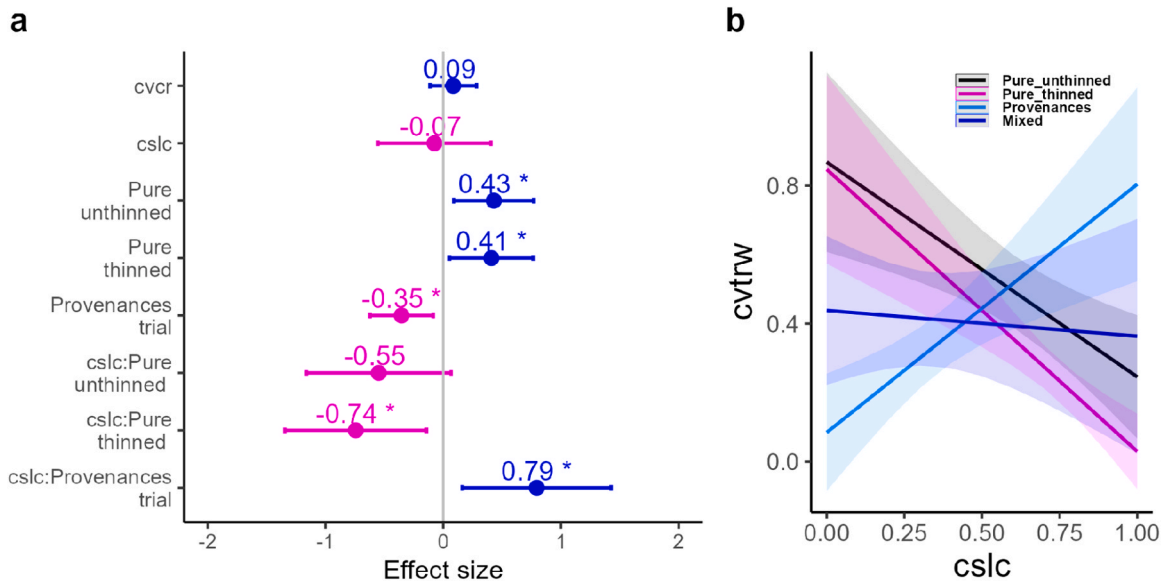 a
cvcr
0.09
cslc
-0.07
Pure
unthinned
0.43 *
Pure
thinned
0.41 *
Provenances
trial
-0.35 *
cslc:Pure
unthinned
-0.55
cslc:Pure
thinned
-0.74 *
cslc:Provenances
trial
0.79 *
-2 -1 0 1 2
Effect size
b
Pure_unthinned
Pure_thinned
Provenances
Mixed
cvtrw
0.8
0.4
0.0
0.00 0.25 0.50 0.75 1.00
cslc